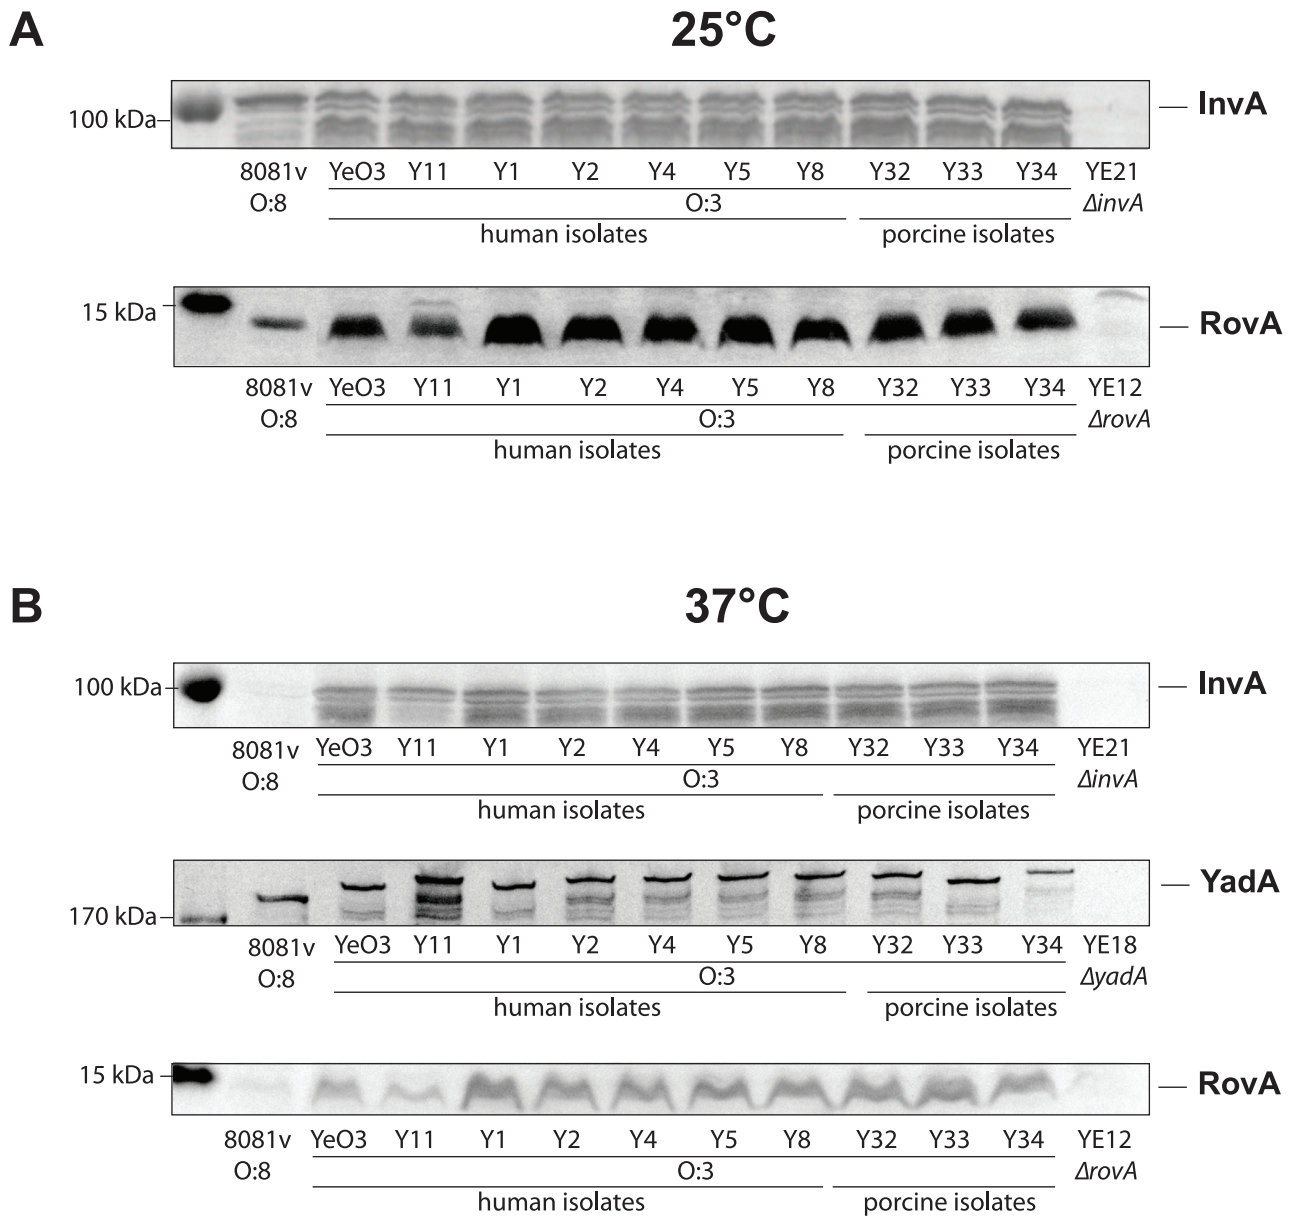 A
25°C
100 kDa
InvA
8081v YeO3 Y11 Y1 Y2 Y4 Y5 Y8 Y32 Y33 Y34 YE21
O:8 O:3 ΔinvA
human isolates porcine isolates
15 kDa
RovA
8081v YeO3 Y11 Y1 Y2 Y4 Y5 Y8 Y32 Y33 Y34 YE12
O:8 O:3 ΔrovA
human isolates porcine isolates
B
37°C
100 kDa
InvA
8081v YeO3 Y11 Y1 Y2 Y4 Y5 Y8 Y32 Y33 Y34 YE21
O:8 O:3 ΔinvA
human isolates porcine isolates
YadA
170 kDa
8081v YeO3 Y11 Y1 Y2 Y4 Y5 Y8 Y32 Y33 Y34 YE18
O:8 O:3 ΔyadA
human isolates porcine isolates
15 kDa
RovA
8081v YeO3 Y11 Y1 Y2 Y4 Y5 Y8 Y32 Y33 Y34 YE12
O:8 O:3 ΔrovA
human isolates porcine isolates